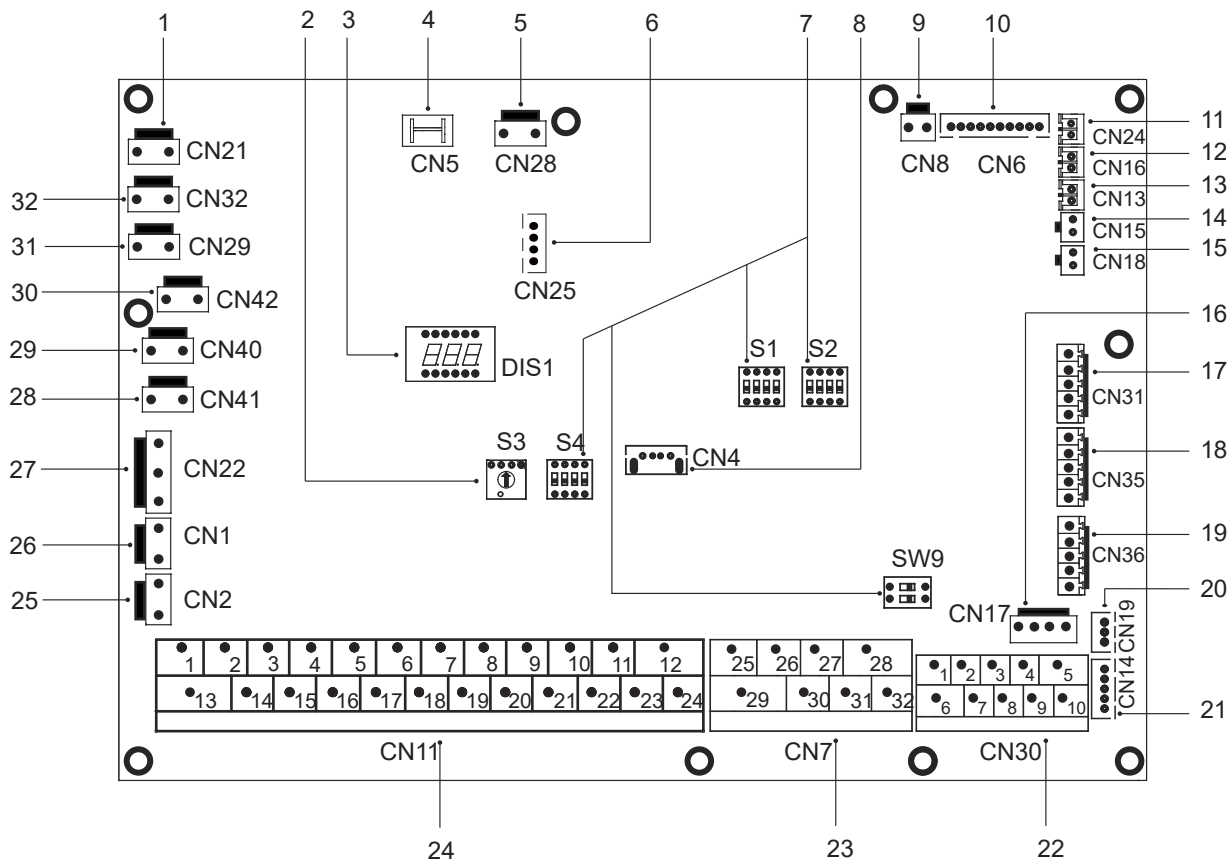 1 2 3 4 5 6 7 8 9 10
11
CN21 CN5 CN28 CN8 CN6 CN24
12
CN16
32 CN32 13
CN13
14
31 CN29 CN15
15
CN18
CN25
30 CN42
16
29 CN40
3
DIS1 S1 S2
17
28 CN41 CN31
S3 S4 CN4
27 CN22 18
CN35
26 CN1 19
CN36
SW9
25 CN2 20
CN17 CN19
1 2 3 4 5 6 7 8 9 10 11 12
25 26 27 28
1 2 3 4 5
CN14
13 14 15 16 17 18 19 20 21 22 23 24
29 30 31 32
6 7 8 9 10
21
CN11 CN7 CN30
24 23 22